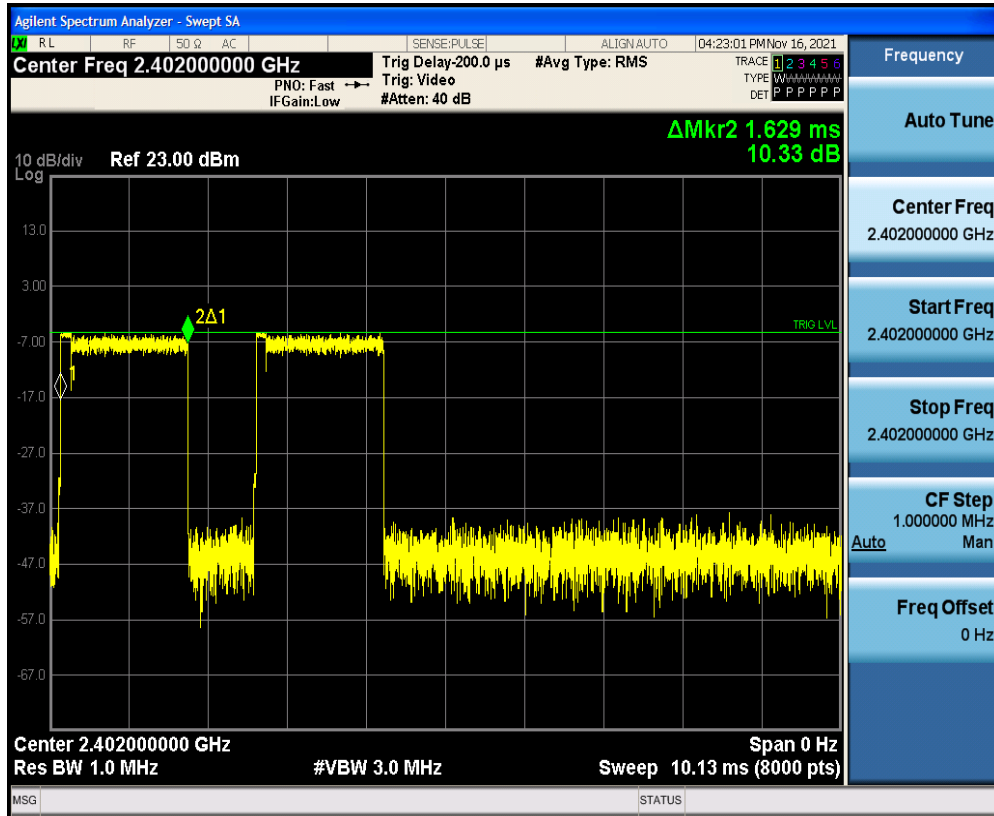 Agilent Spectrum Analyzer - Swept SA
LXI RL RF 50 Ω AC SENSE:PULSE ALIGN AUTO 04:23:01 PM Nov 16, 2021
Center Freq 2.402000000 GHz
PNO: Fast
IFGain:Low
Trig Delay-200.0 µs
Trig: Video
#Atten: 40 dB
#Avg Type: RMS
TRACE 1 2 3 4 5 6
TYPE WWWWWW
DET P P P P P P
ΔMkr2 1.629 ms
10.33 dB
10 dB/div Ref 23.00 dBm
Log
13.0
3.00
-7.00
-17.0
-27.0
-37.0
-47.0
-57.0
-67.0
2Δ1
1
TRIG LVL
Center 2.402000000 GHz Span 0 Hz
Res BW 1.0 MHz #VBW 3.0 MHz Sweep 10.13 ms (8000 pts)
MSG STATUS
Frequency
Auto Tune
Center Freq
2.402000000 GHz
Start Freq
2.402000000 GHz
Stop Freq
2.402000000 GHz
CF Step
1.000000 MHz
Auto Man
Freq Offset
0 Hz